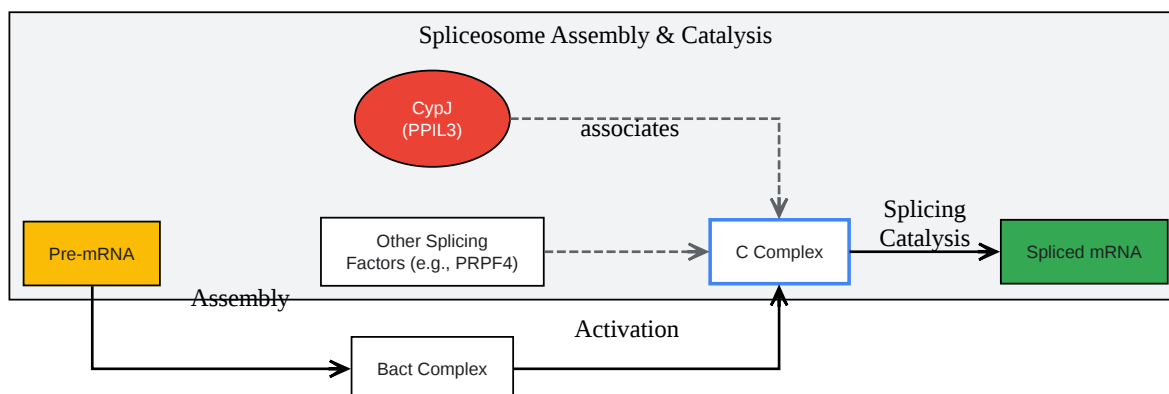 Spliceosome Assembly & Catalysis
CypJ
(PPIL3)
associates
Pre-mRNA
Other Splicing
Factors (e.g., PRPF4)
C Complex
Splicing
Catalysis
Spliced mRNA
Assembly
Activation
Bact Complex